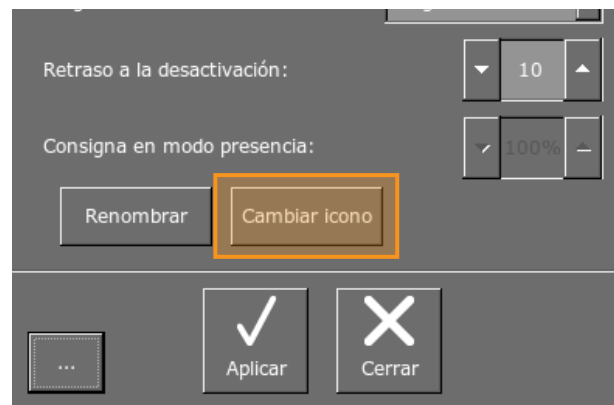 Retraso a la desactivación:
10
Consigna en modo presencia:
100%
Renombrar
Cambiar icono
...
Aplicar
Cerrar